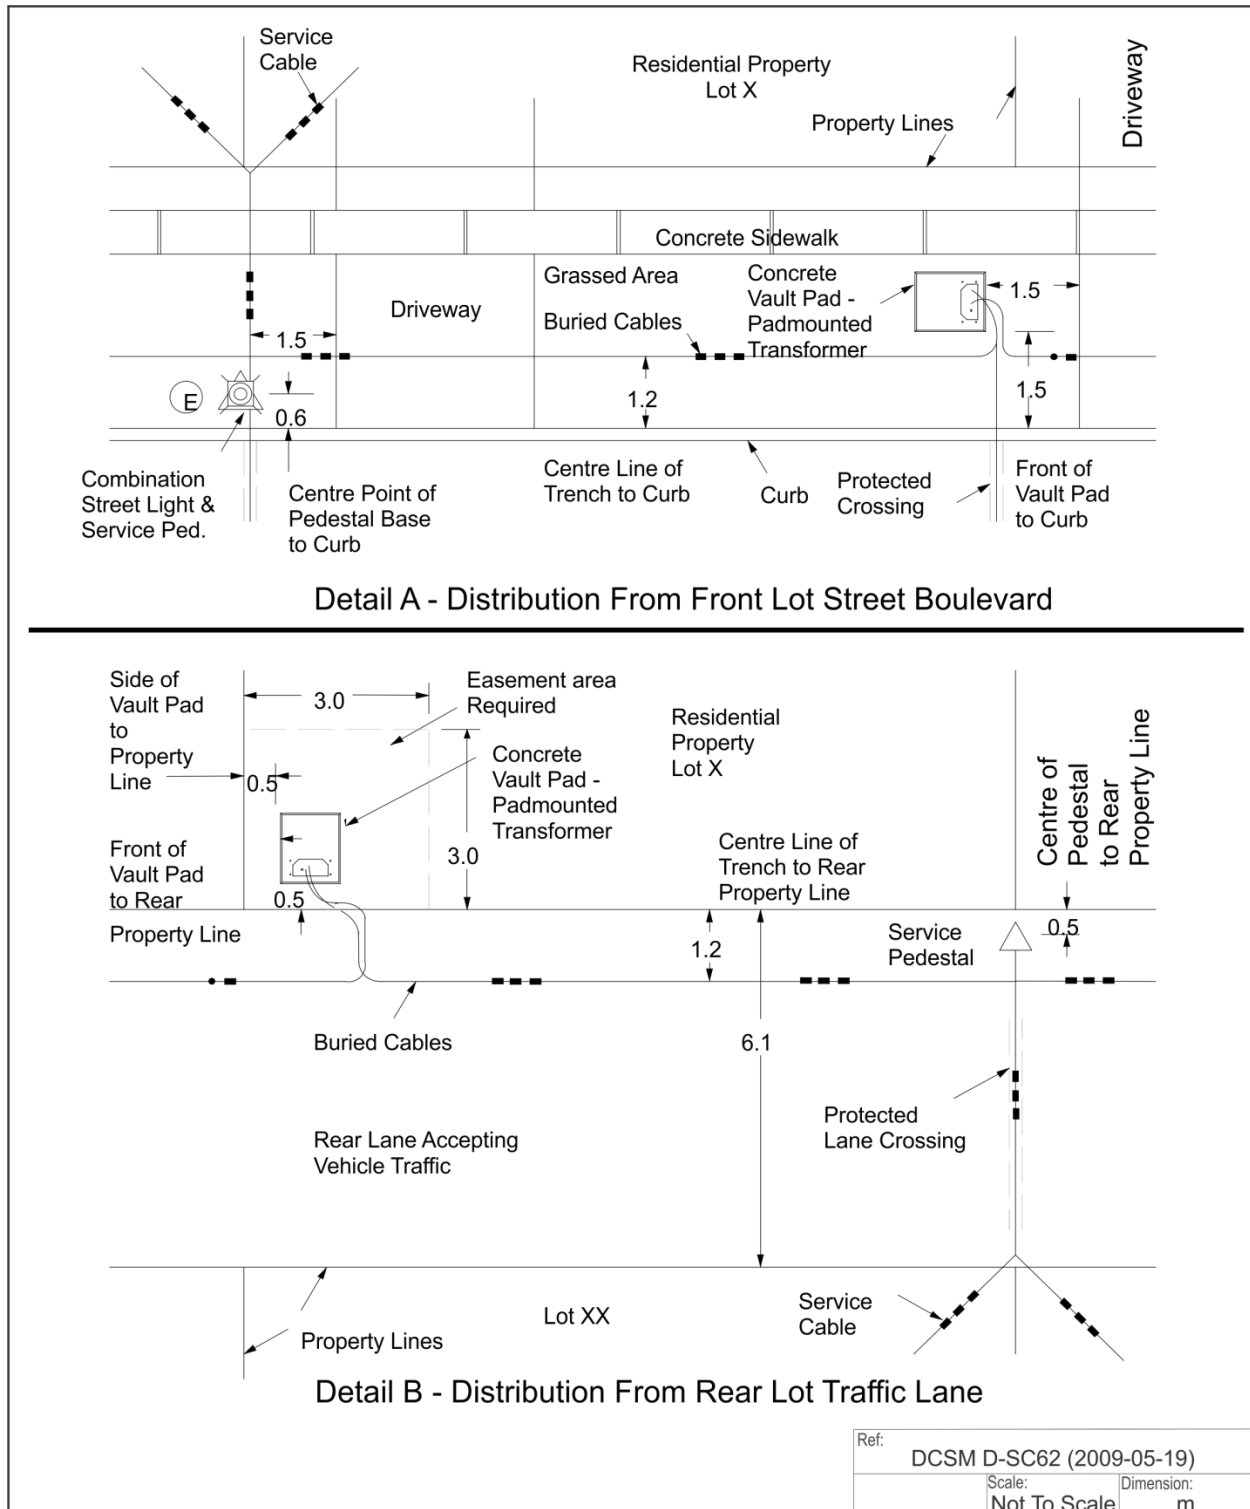 Service
Cable
Residential Property
Lot X
Property Lines
Driveway
Concrete Sidewalk
Grassed Area
Concrete
Vault Pad -
Padmounted
Transformer
1.5
Driveway
Buried Cables
1.5
1.2
1.5
E
0.6
Combination
Street Light &
Service Ped.
Centre Point of
Pedestal Base
to Curb
Centre Line of
Trench to Curb
Curb
Protected
Crossing
Front of
Vault Pad
to Curb
Detail A - Distribution From Front Lot Street Boulevard
Side of
Vault Pad
to
Property
Line
3.0
Easement area
Required
Residential
Property
Lot X
Centre of
Pedestal
to Rear
Property Line
0.5
Concrete
Vault Pad -
Padmounted
Transformer
3.0
Centre Line of
Trench to Rear
Property Line
Front of
Vault Pad
to Rear
Property Line
0.5
1.2
Service
Pedestal
0.5
Buried Cables
6.1
Protected
Lane Crossing
Rear Lane Accepting
Vehicle Traffic
Lot XX
Service
Cable
Property Lines
Detail B - Distribution From Rear Lot Traffic Lane
Ref:
DCSM D-SC62 (2009-05-19)
Scale:
Not To Scale
Dimension:
m